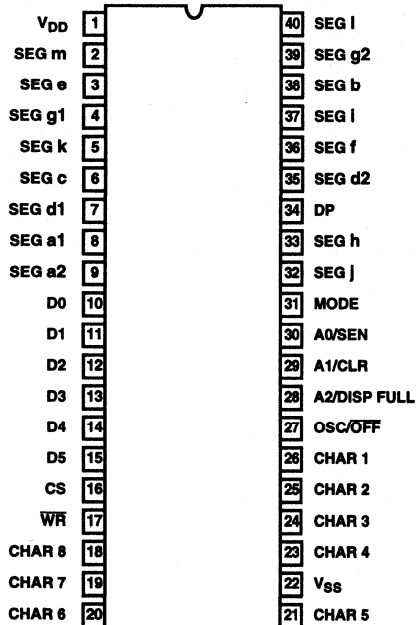 V_DD 1 40 SEG l
SEG m 2 39 SEG g2
SEG e 3 38 SEG b
SEG g1 4 37 SEG i
SEG k 5 36 SEG f
SEG c 6 35 SEG d2
SEG d1 7 34 DP
SEG a1 8 33 SEG h
SEG a2 9 32 SEG j
D0 10 31 MODE
D1 11 30 A0/SEN
D2 12 29 A1/CLR
D3 13 28 A2/DISP FULL
D4 14 27 OSC/O̅F̅F̅
D5 15 26 CHAR 1
CS 16 25 CHAR 2
W̅R̅ 17 24 CHAR 3
CHAR 8 18 23 CHAR 4
CHAR 7 19 22 V_SS
CHAR 6 20 21 CHAR 5